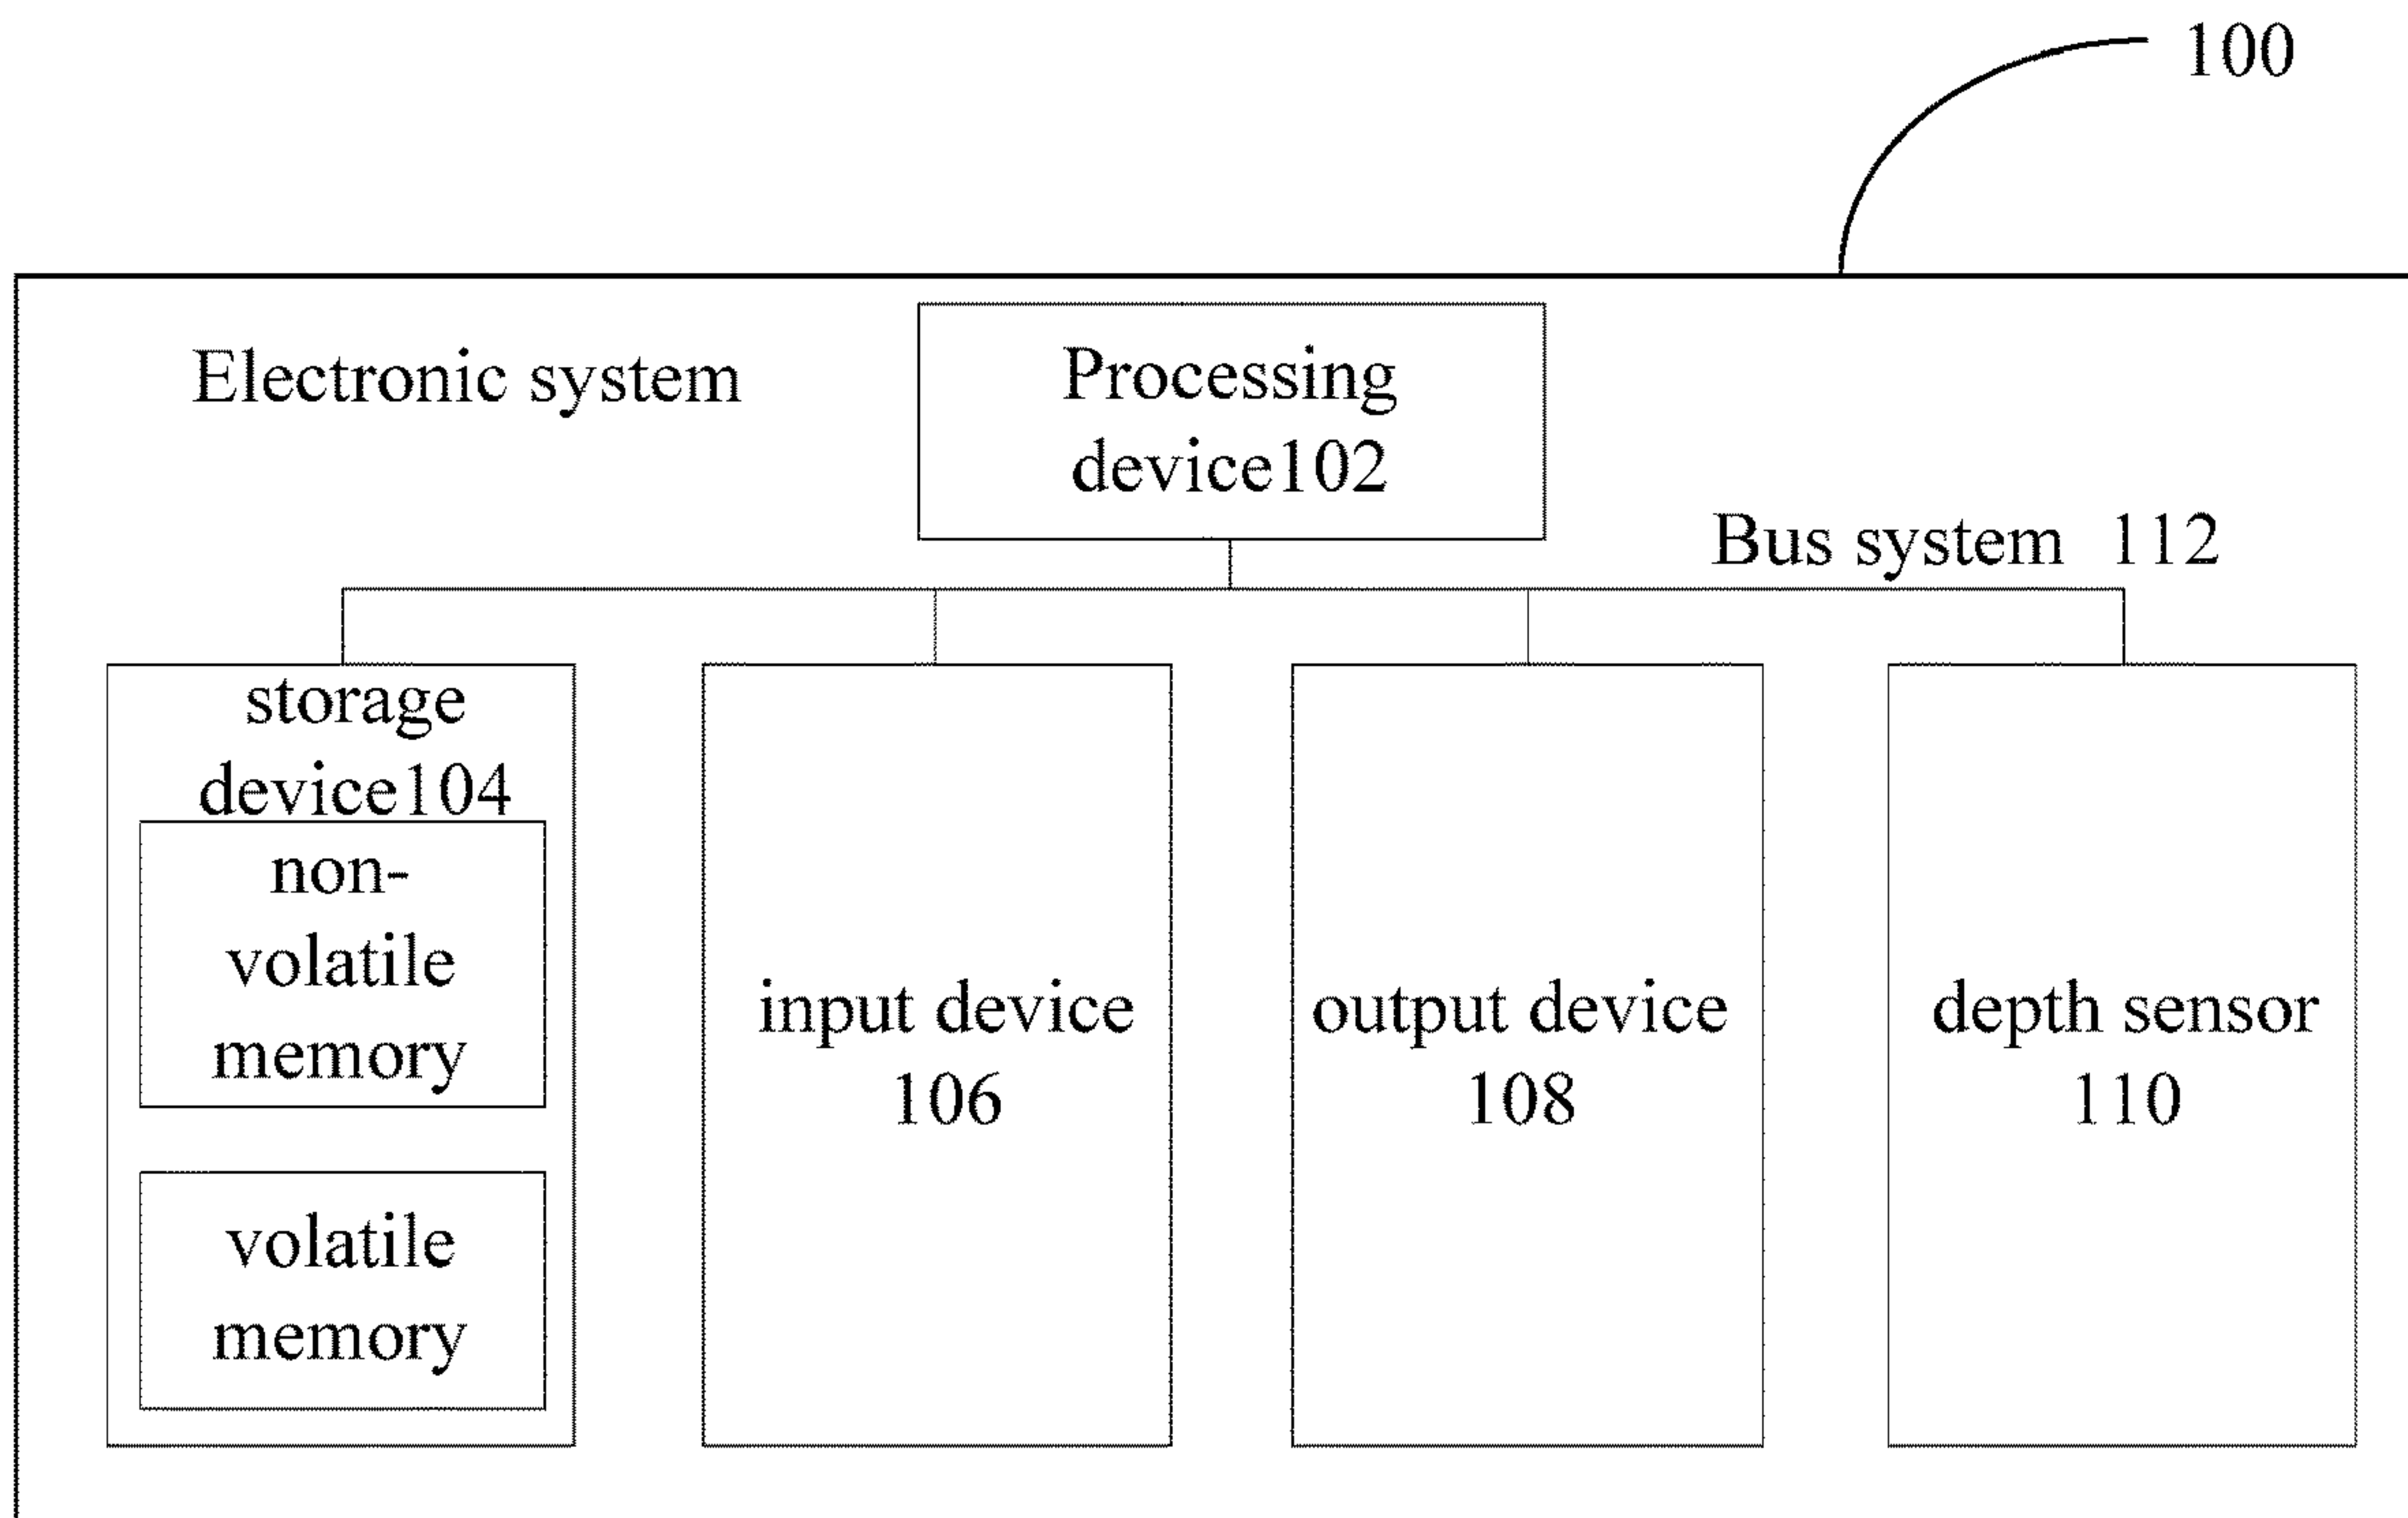 100
Electronic system
Processing
device102
Bus system 112
storage
device104
non-
volatile
memory
volatile
memory
input device
106
output device
108
depth sensor
110